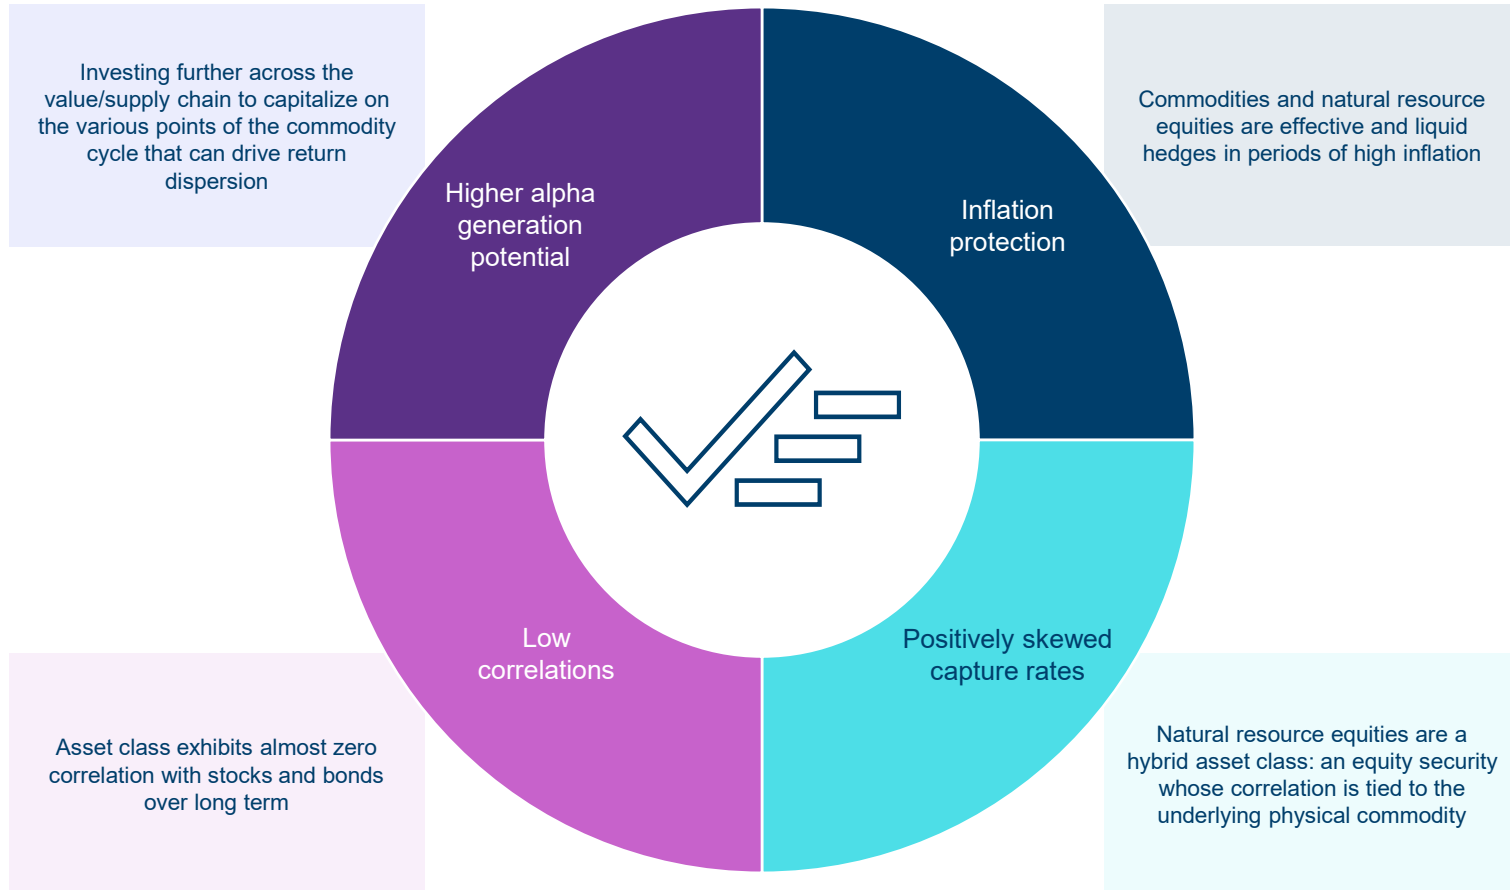 Investing further across the
value/supply chain to capitalize on
the various points of the commodity
cycle that can drive return
dispersion
Higher alpha
generation
potential
Commodities and natural resource
equities are effective and liquid
hedges in periods of high inflation
Inflation
protection
Low
correlations
Asset class exhibits almost zero
correlation with stocks and bonds
over long term
Positively skewed
capture rates
Natural resource equities are a
hybrid asset class: an equity security
whose correlation is tied to the
underlying physical commodity